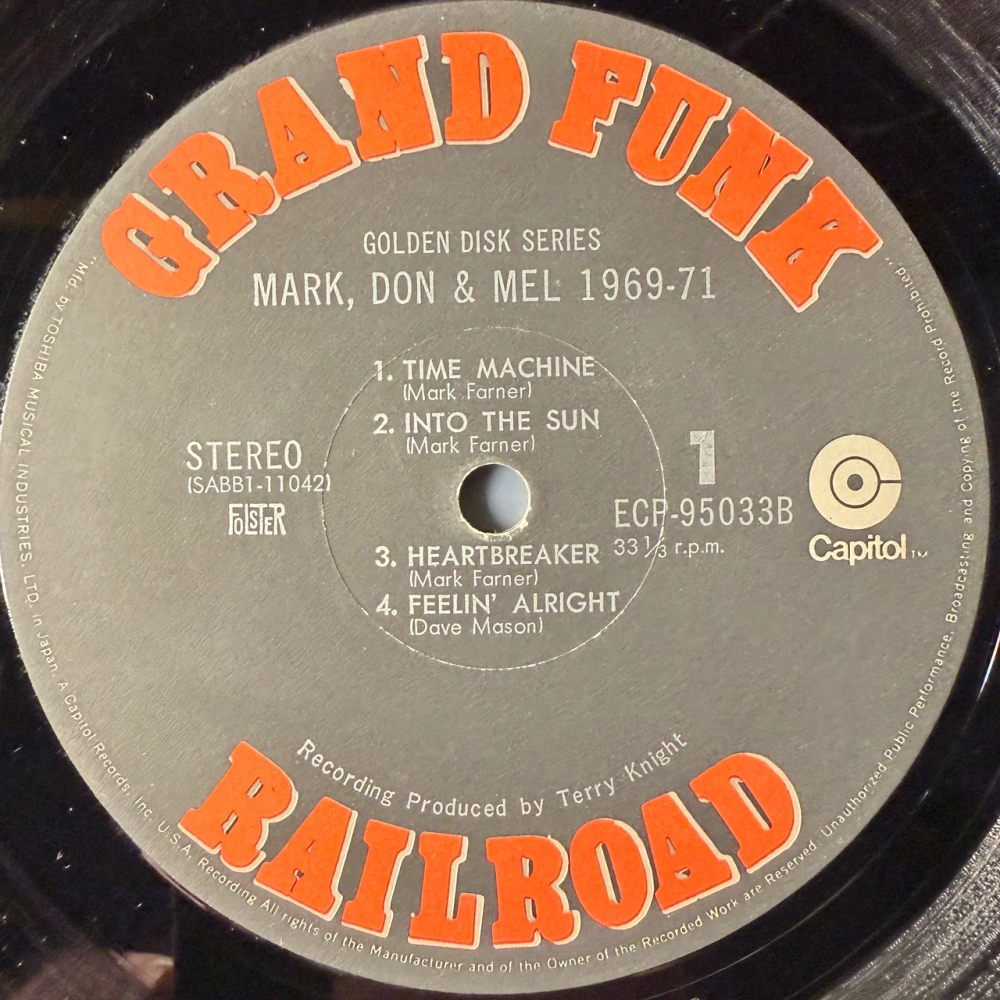 GRAND FUNK
GOLDEN DISK SERIES
MARK, DON & MEL 1969-71
1. TIME MACHINE
(Mark Farner)
2. INTO THE SUN
(Mark Farner)
STEREO
(SABB1-11042)
FOLSTER
1
ECP-95033B
33 1/3 r.p.m.
Capitol TM
3. HEARTBREAKER
(Mark Farner)
4. FEELIN' ALRIGHT
(Dave Mason)
Recording Produced by Terry Knight
RAILROAD
"Mfd. by TOSHIBA MUSICAL INDUSTRIES, LTD. in Japan, A Capitol Records, Inc., U.S.A. Recording All rights of the Manufacturer and of the Owner of the Recorded Work are Reserved. Unauthorized Public Performance, Broadcasting and Copying of the Record Prohibited."